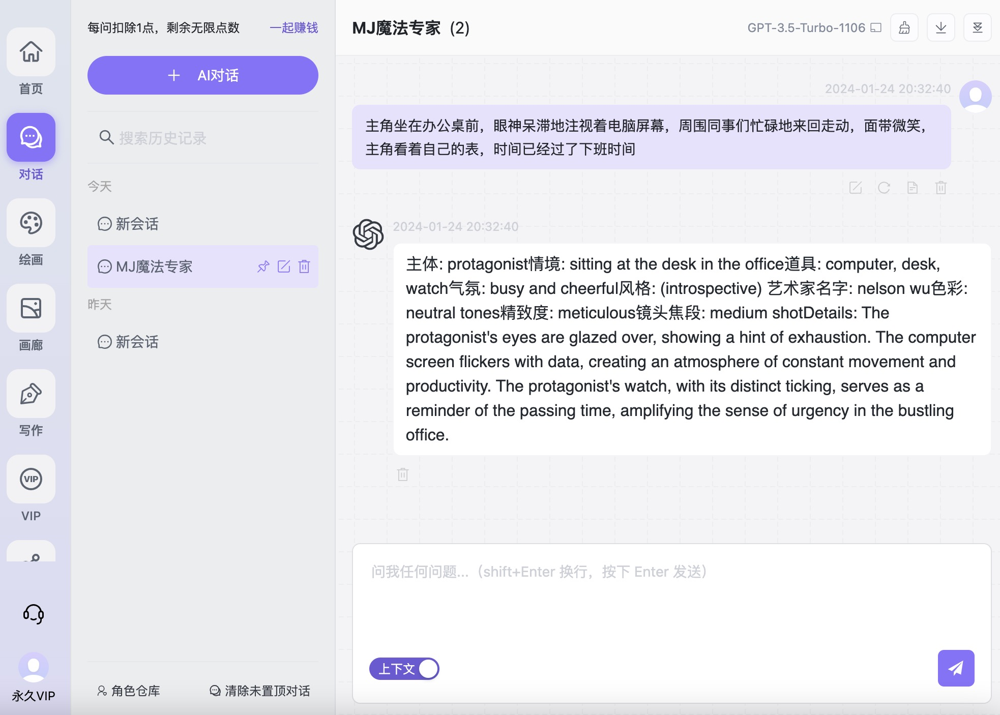 每问扣除1点，剩余无限点数
一起赚钱
AI对话
搜索历史记录
今天
新会话
MJ魔法专家
昨天
新会话
角色仓库
清除未置顶对话
首页
对话
绘画
画廊
写作
VIP
VIP
永久VIP
MJ魔法专家（2）
GPT-3.5-Turbo-1106
2024-01-24 20:32:40
主角坐在办公桌前，眼神呆滞地注视着电脑屏幕，周围同事们忙碌地来回走动，面带微笑，
主角看着自己的表，时间已经过了下班时间
2024-01-24 20:32:40
主体: protagonist情境: sitting at the desk in the office道具: computer, desk,
watch气氛: busy and cheerful风格: (introspective) 艺术家名字: nelson wu色彩:
neutral tones精致度: meticulous镜头焦段: medium shotDetails: The
protagonist's eyes are glazed over, showing a hint of exhaustion. The computer
screen flickers with data, creating an atmosphere of constant movement and
productivity. The protagonist's watch, with its distinct ticking, serves as a
reminder of the passing time, amplifying the sense of urgency in the bustling
office.
问我任何问题...（shift+Enter 换行，按下 Enter 发送）
上下文